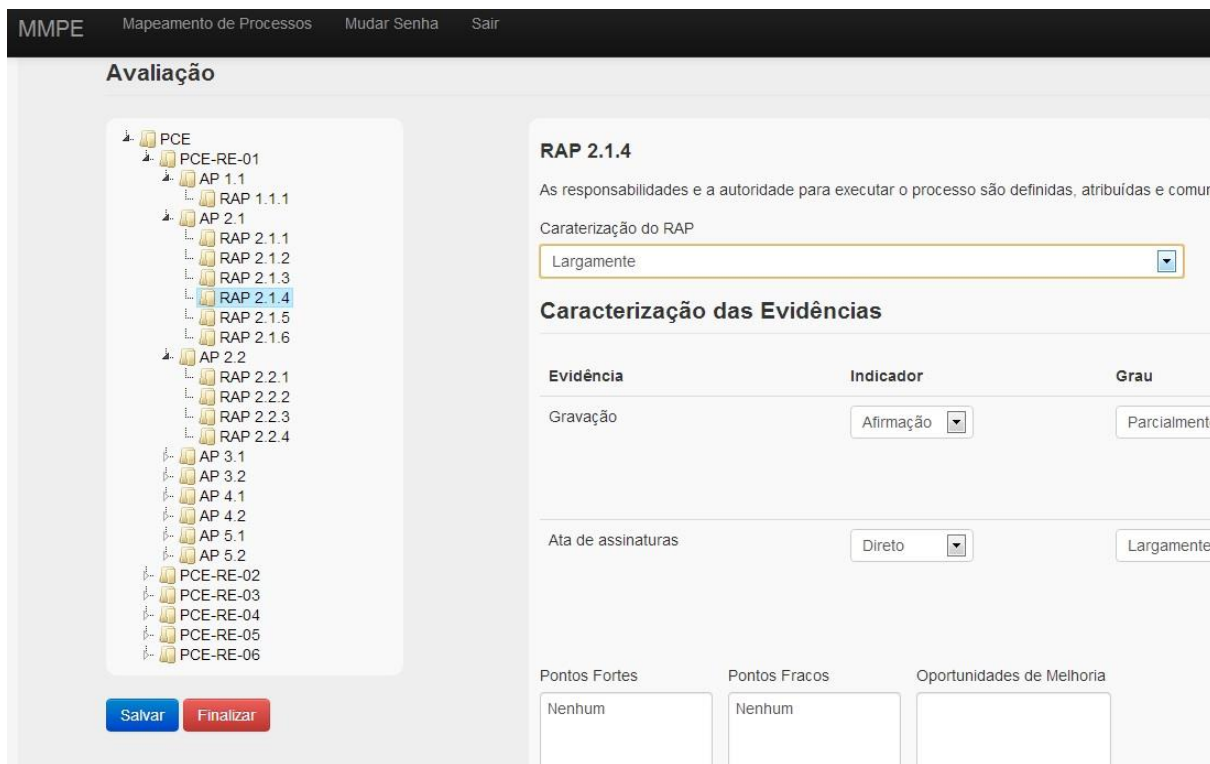 MMPE Mapeamento de Processos Mudar Senha Sair
Avaliação
PCE
PCE-RE-01
AP 1.1
RAP 1.1.1
AP 2.1
RAP 2.1.1
RAP 2.1.2
RAP 2.1.3
RAP 2.1.4
RAP 2.1.5
RAP 2.1.6
AP 2.2
RAP 2.2.1
RAP 2.2.2
RAP 2.2.3
RAP 2.2.4
AP 3.1
AP 3.2
AP 4.1
AP 4.2
AP 5.1
AP 5.2
PCE-RE-02
PCE-RE-03
PCE-RE-04
PCE-RE-05
PCE-RE-06
Salvar Finalizar
RAP 2.1.4
As responsabilidades e a autoridade para executar o processo são definidas, atribuídas e comu
Caraterização do RAP
Largamente
Caracterização das Evidências
Evidência Indicador Grau
Gravação Afirmação Parcialment
Ata de assinaturas Direto Largamente
Pontos Fortes Pontos Fracos Oportunidades de Melhoria
Nenhum Nenhum